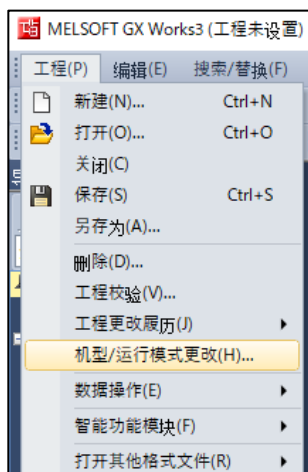 MELSOFT GX Works3 (工程未设置)
工程(P) 编辑(E) 搜索/替换(F)
新建(N)... Ctrl+N
打开(O)... Ctrl+O
关闭(C)
保存(S) Ctrl+S
另存为(A)...
删除(D)...
工程校验(V)...
工程更改履历(J)
机型/运行模式更改(H)...
数据操作(E)
智能功能模块(F)
打开其他格式文件(R)